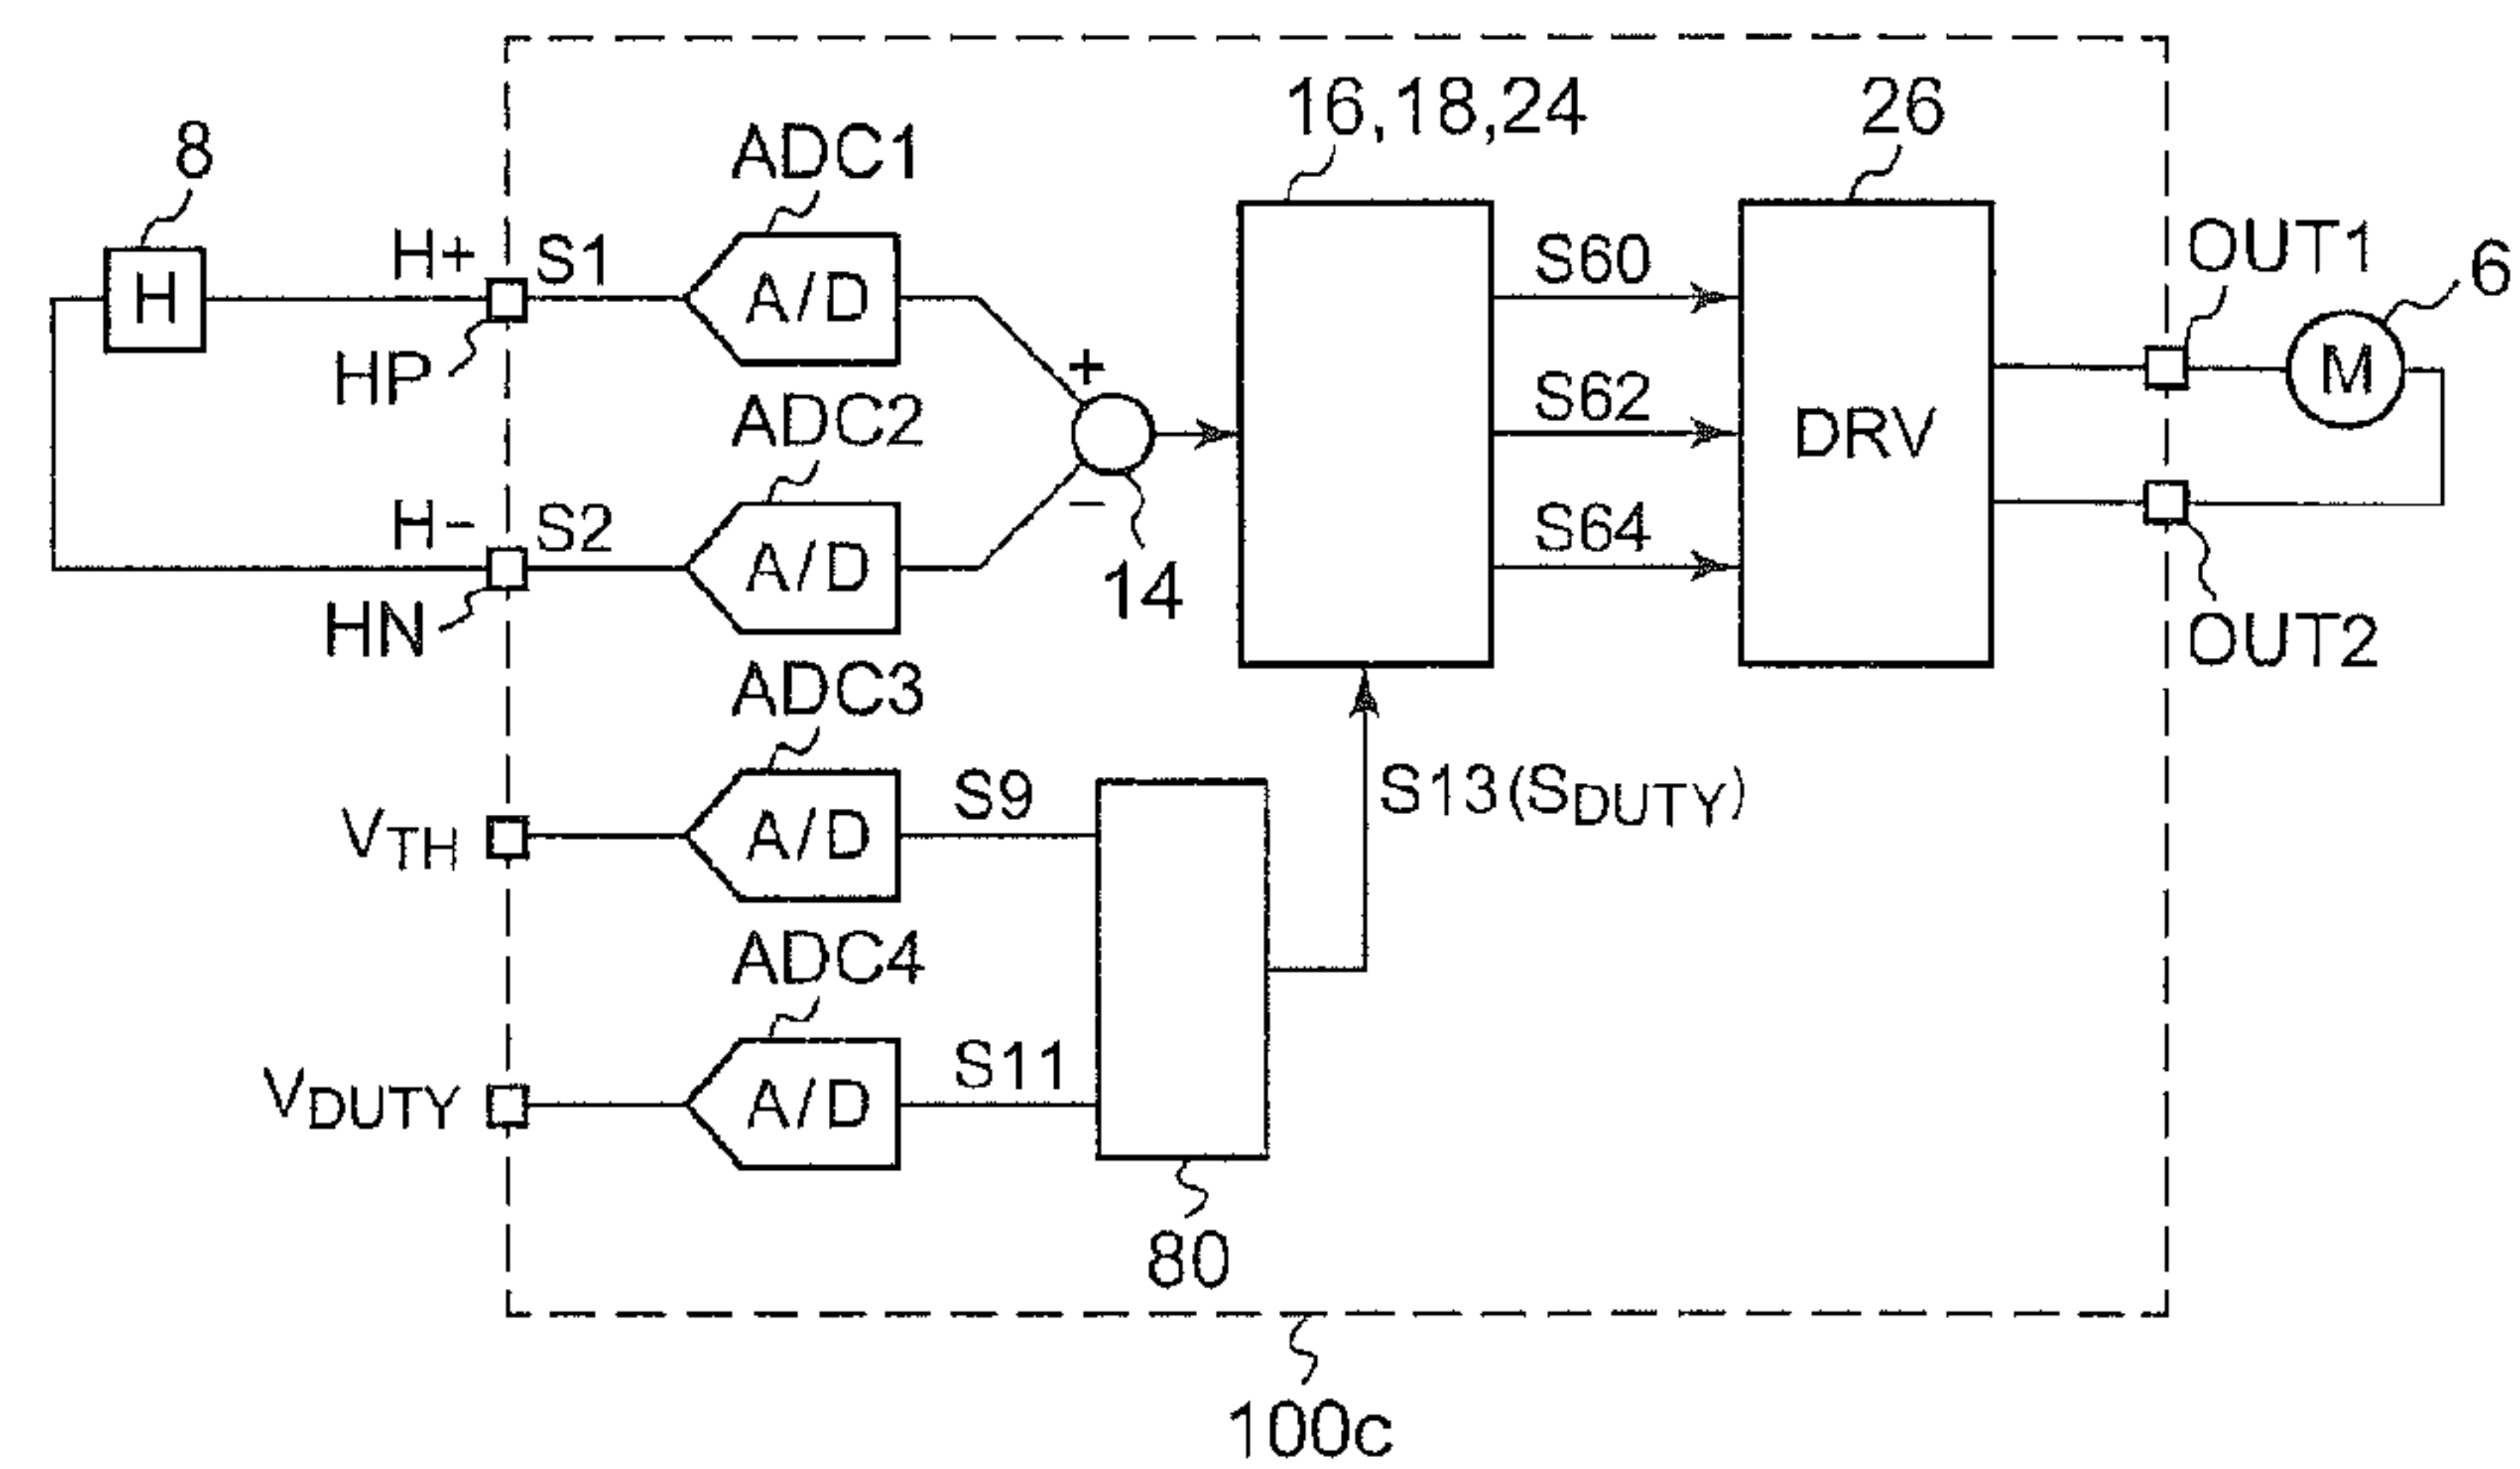 16,18,24
26
8
ADC1
H+
S1
H
A/D
HP
S60
OUT1
6
M
+
ADC2
S62
DRV
H-
S2
A/D
−
14
S64
HN
OUT2
ADC3
VTH
A/D
S9
S13(SDUTY)
ADC4
VDUTY
A/D
S11
80
100c